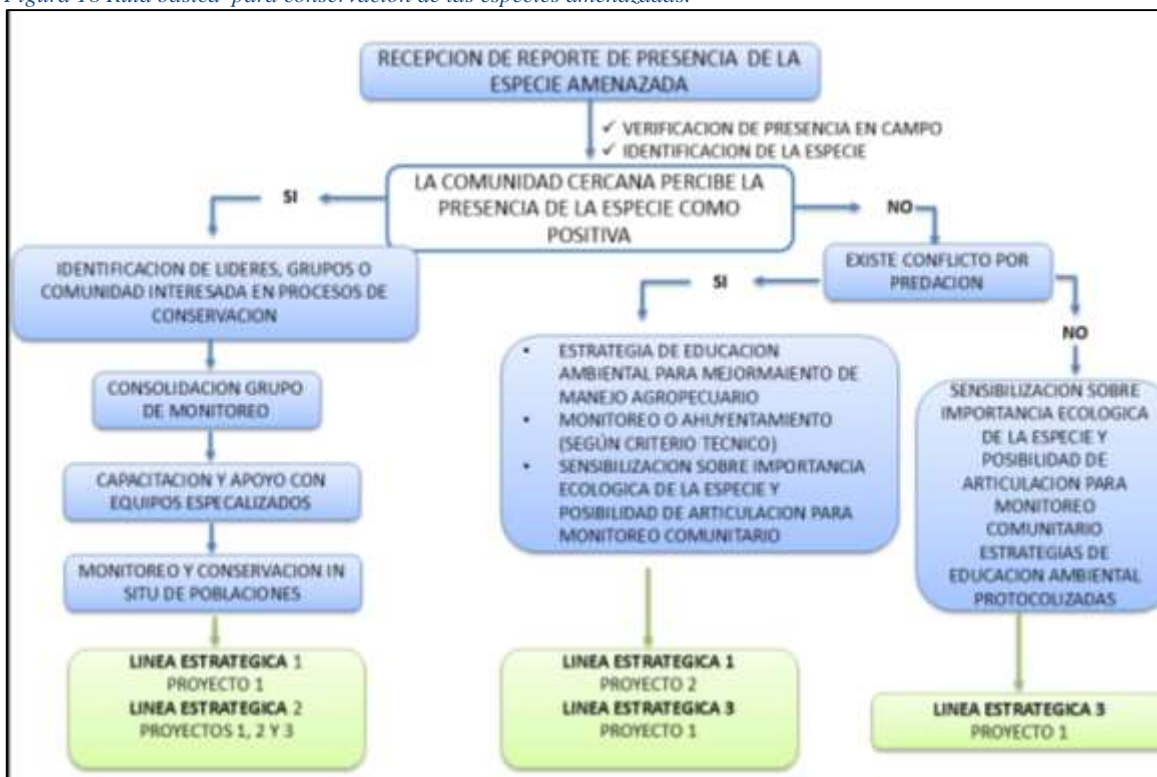 Figura 18 Ruta básica para conservación de las especies amenazadas.
RECEPCION DE REPORTE DE PRESENCIA DE LA
ESPECIE AMENAZADA
✓ VERIFICACION DE PRESENCIA EN CAMPO
✓ IDENTIFICACION DE LA ESPECIE
LA COMUNIDAD CERCANA PERCIBE LA
PRESENCIA DE LA ESPECIE COMO
POSITIVA
SI
NO
IDENTIFICACION DE LIDERES, GRUPOS O
COMUNIDAD INTERESADA EN PROCESOS DE
CONSERVACION
CONSOLIDACION GRUPO
DE MONITOREO
CAPACITACION Y APOYO CON
EQUIPOS ESPECALIZADOS
MONITOREO Y CONSERVACION IN
SITU DE POBLACIONES
LINEA ESTRATEGICA 1
PROYECTO 1
LINEA ESTRATEGICA 2
PROYECTOS 1, 2 Y 3
EXISTE CONFLICTO POR
PREDACION
SI
NO
• ESTRATEGIA DE EDUCACION
AMBIENTAL PARA MEJORMAIENTO DE
MANEJO AGROPECUARIO
• MONITOREO O AHUYENTAMIENTO
(SEGÚN CRITERIO TECNICO)
• SENSIBILIZACION SOBRE IMPORTANCIA
ECOLOGICA DE LA ESPECIE Y
POSIBILIDAD DE ARTICULACION PARA
MONITOREO COMUNITARIO
LINEA ESTRATEGICA 1
PROYECTO 2
LINEA ESTRATEGICA 3
PROYECTO 1
SENSIBILIZACION SOBRE
IMPORTANCIA ECOLOGICA
DE LA ESPECIE Y
POSIBILIDAD DE
ARTICULACION PARA
MONITOREO
COMUNITARIO
ESTRATEGIAS DE
EDUCACION AMBIENTAL
PROTOCOLIZADAS
LINEA ESTRATEGICA 3
PROYECTO 1